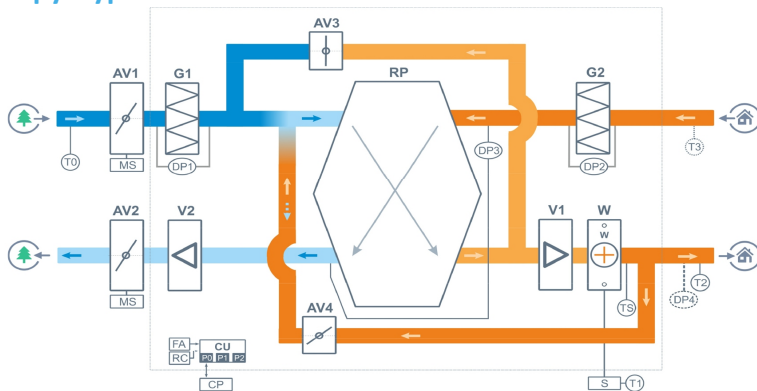 AV3
AV1
G1
RP
G2
T0
MS
DP1
DP3
DP2
T3
AV2
V2
V1
W
w
MS
TS
DP4
T2
AV4
FA
CU
RC
P0 P1 P2
CP
S
T1